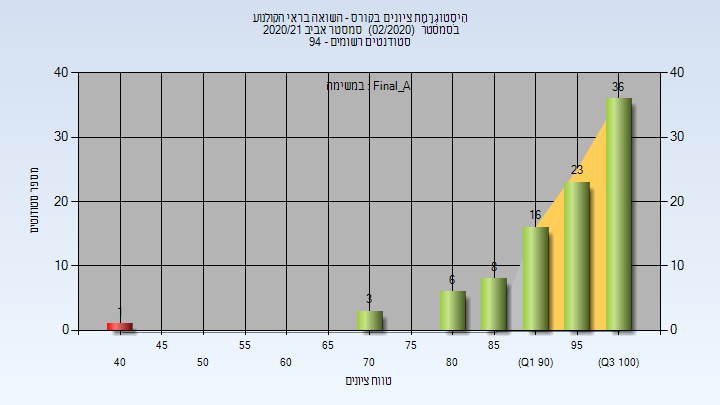 היסטוגרמת ציונים בקורס - השואה בראי הקולנוע
בסמסטר (02/2020) סמסטר אביב 2020/21
סטודנטים רשומים - 94
במשימה : Final_A
40 40
30 30
20 20
10 10
0 0
מספר סטודנטים
1 3 6 8 16 23 36
45 55 65 75 85 95
40 50 60 70 80 (Q1 90) (Q3 100)
טווח ציונים